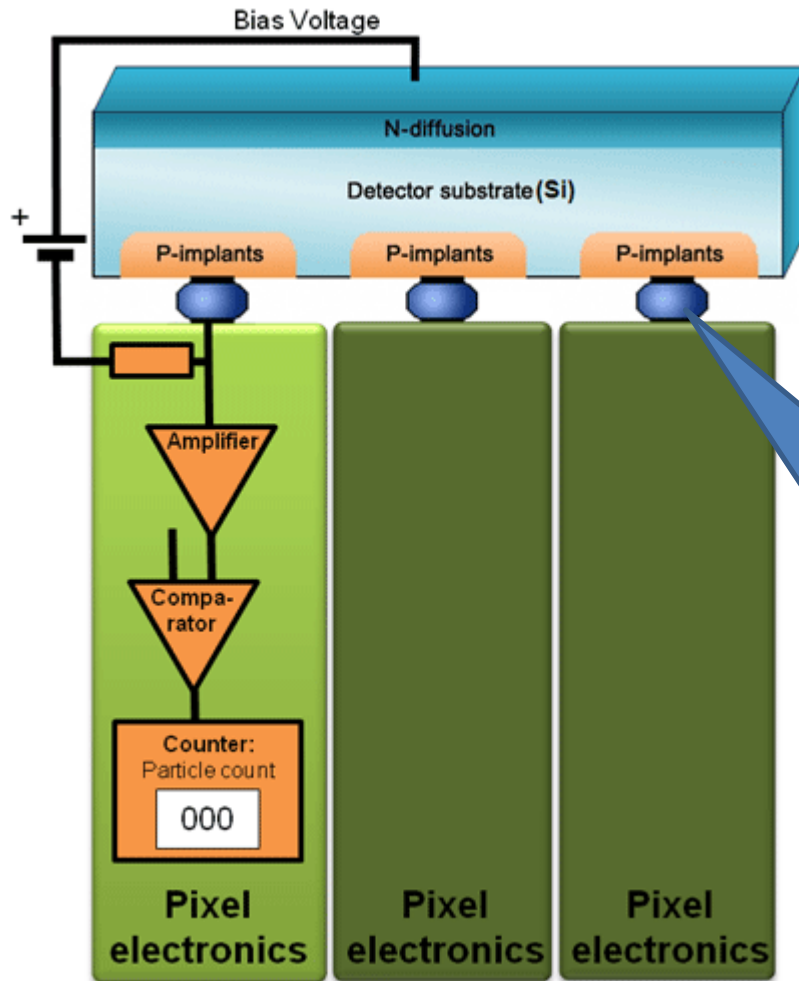 Bias Voltage
N-diffusion
Detector substrate(Si)
+
P-implants P-implants P-implants
Amplifier
Compa-
rator
Counter:
Particle count
000
Pixel
electronics
Pixel
electronics
Pixel
electronics